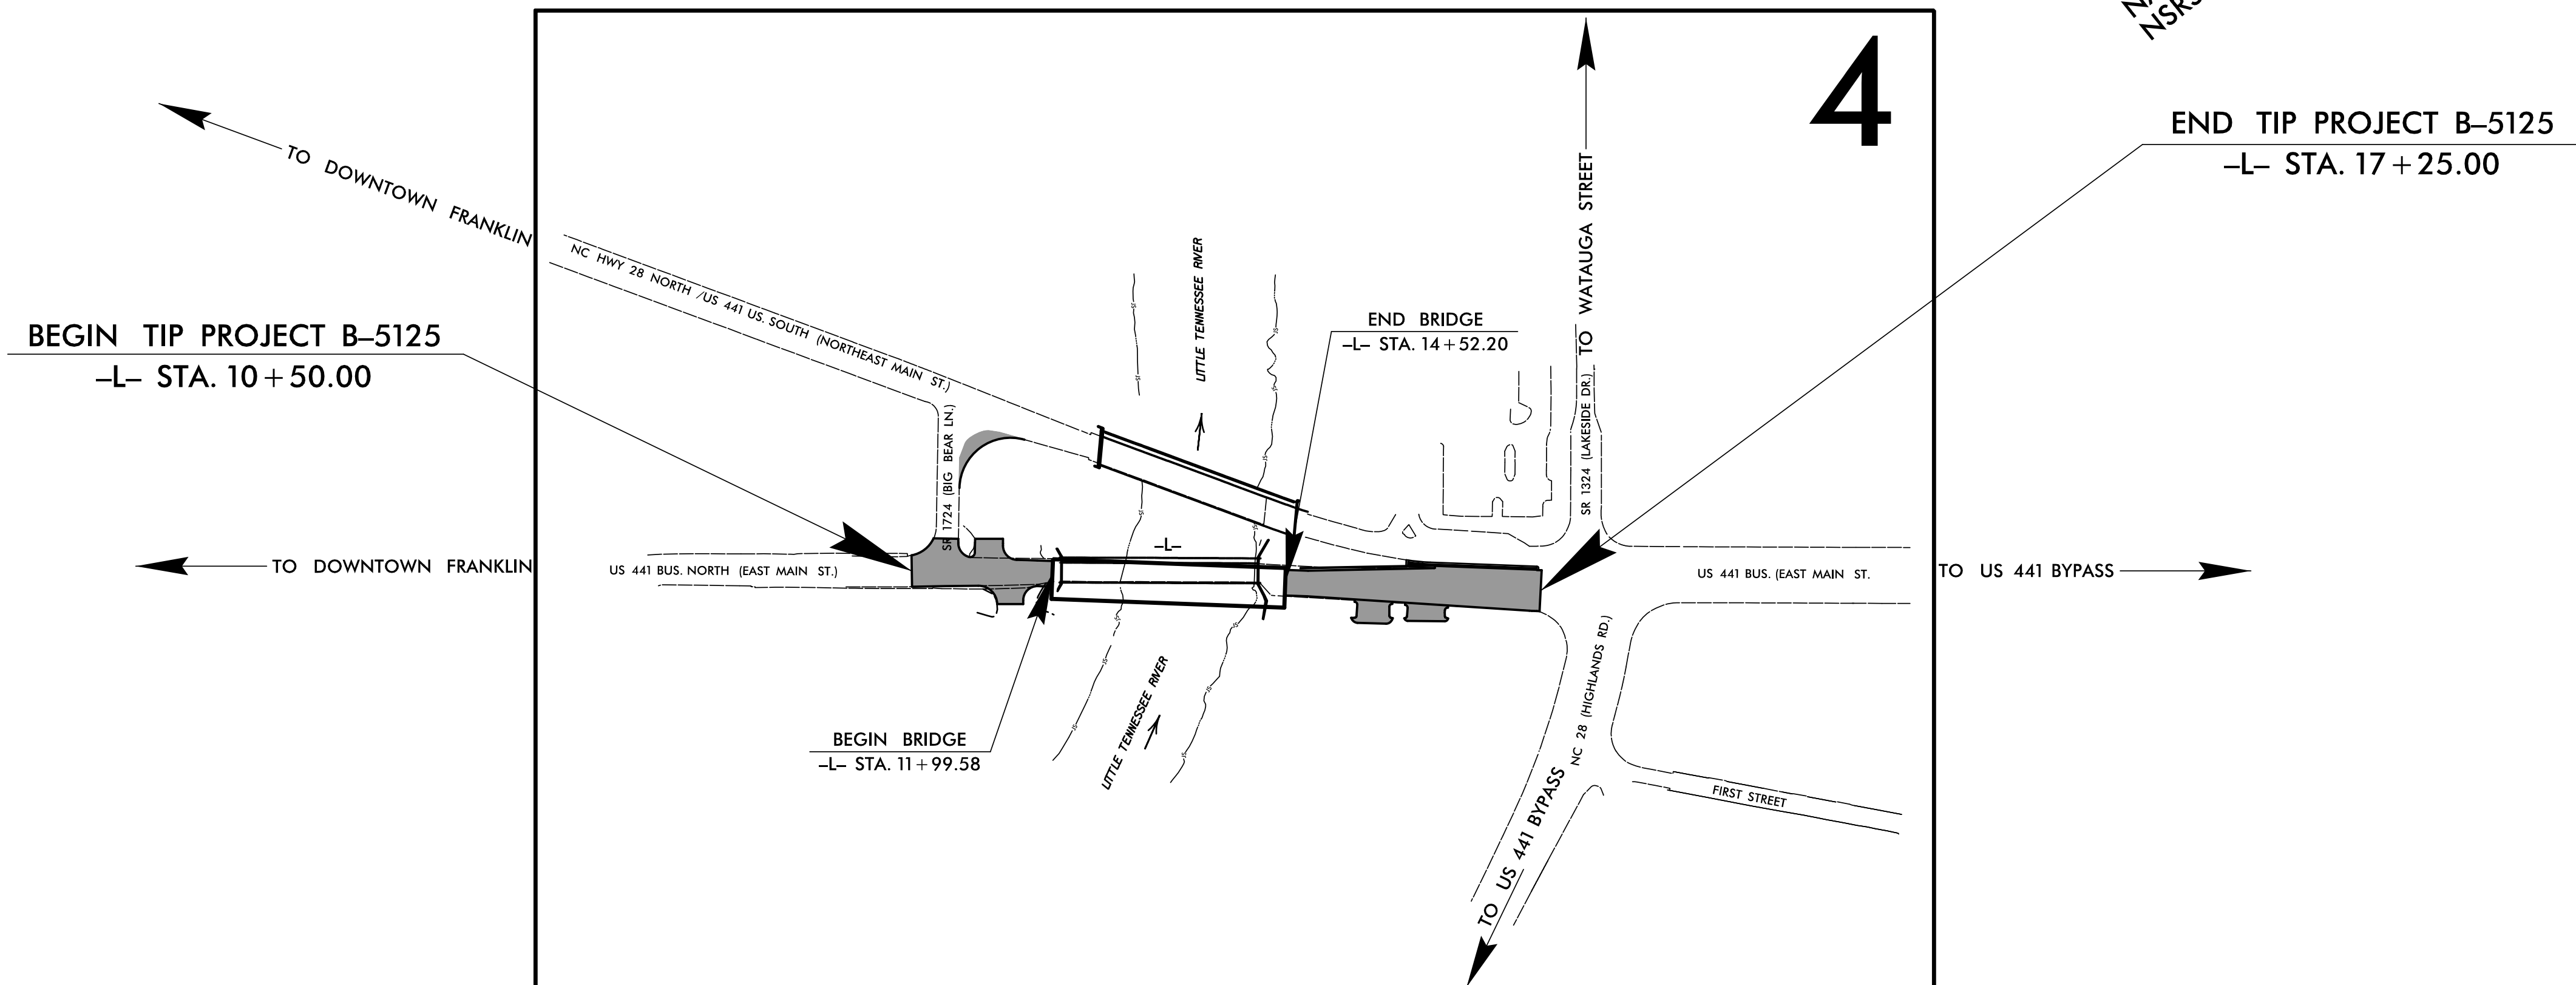 NSRS
4
TO DOWNTOWN FRANKLIN
END TIP PROJECT B–5125
–L– STA. 17+25.00
TO WATAUGA STREET
NC HWY 28 NORTH /US 441 US. SOUTH (NORTHEAST MAIN ST.)
LITTLE TENNESSEE RIVER
END BRIDGE
–L– STA. 14+52.20
BEGIN TIP PROJECT B–5125
–L– STA. 10+50.00
SR 1724 (BIG BEAR LN.)
SR 1324 (LAKESIDE DR.)
–L–
TO DOWNTOWN FRANKLIN
US 441 BUS. NORTH (EAST MAIN ST.)
US 441 BUS. (EAST MAIN ST.
TO US 441 BYPASS
NC 28 (HIGHLANDS RD.)
LITTLE TENNESSEE RIVER
BEGIN BRIDGE
–L– STA. 11+99.58
FIRST STREET
TO US 441 BYPASS